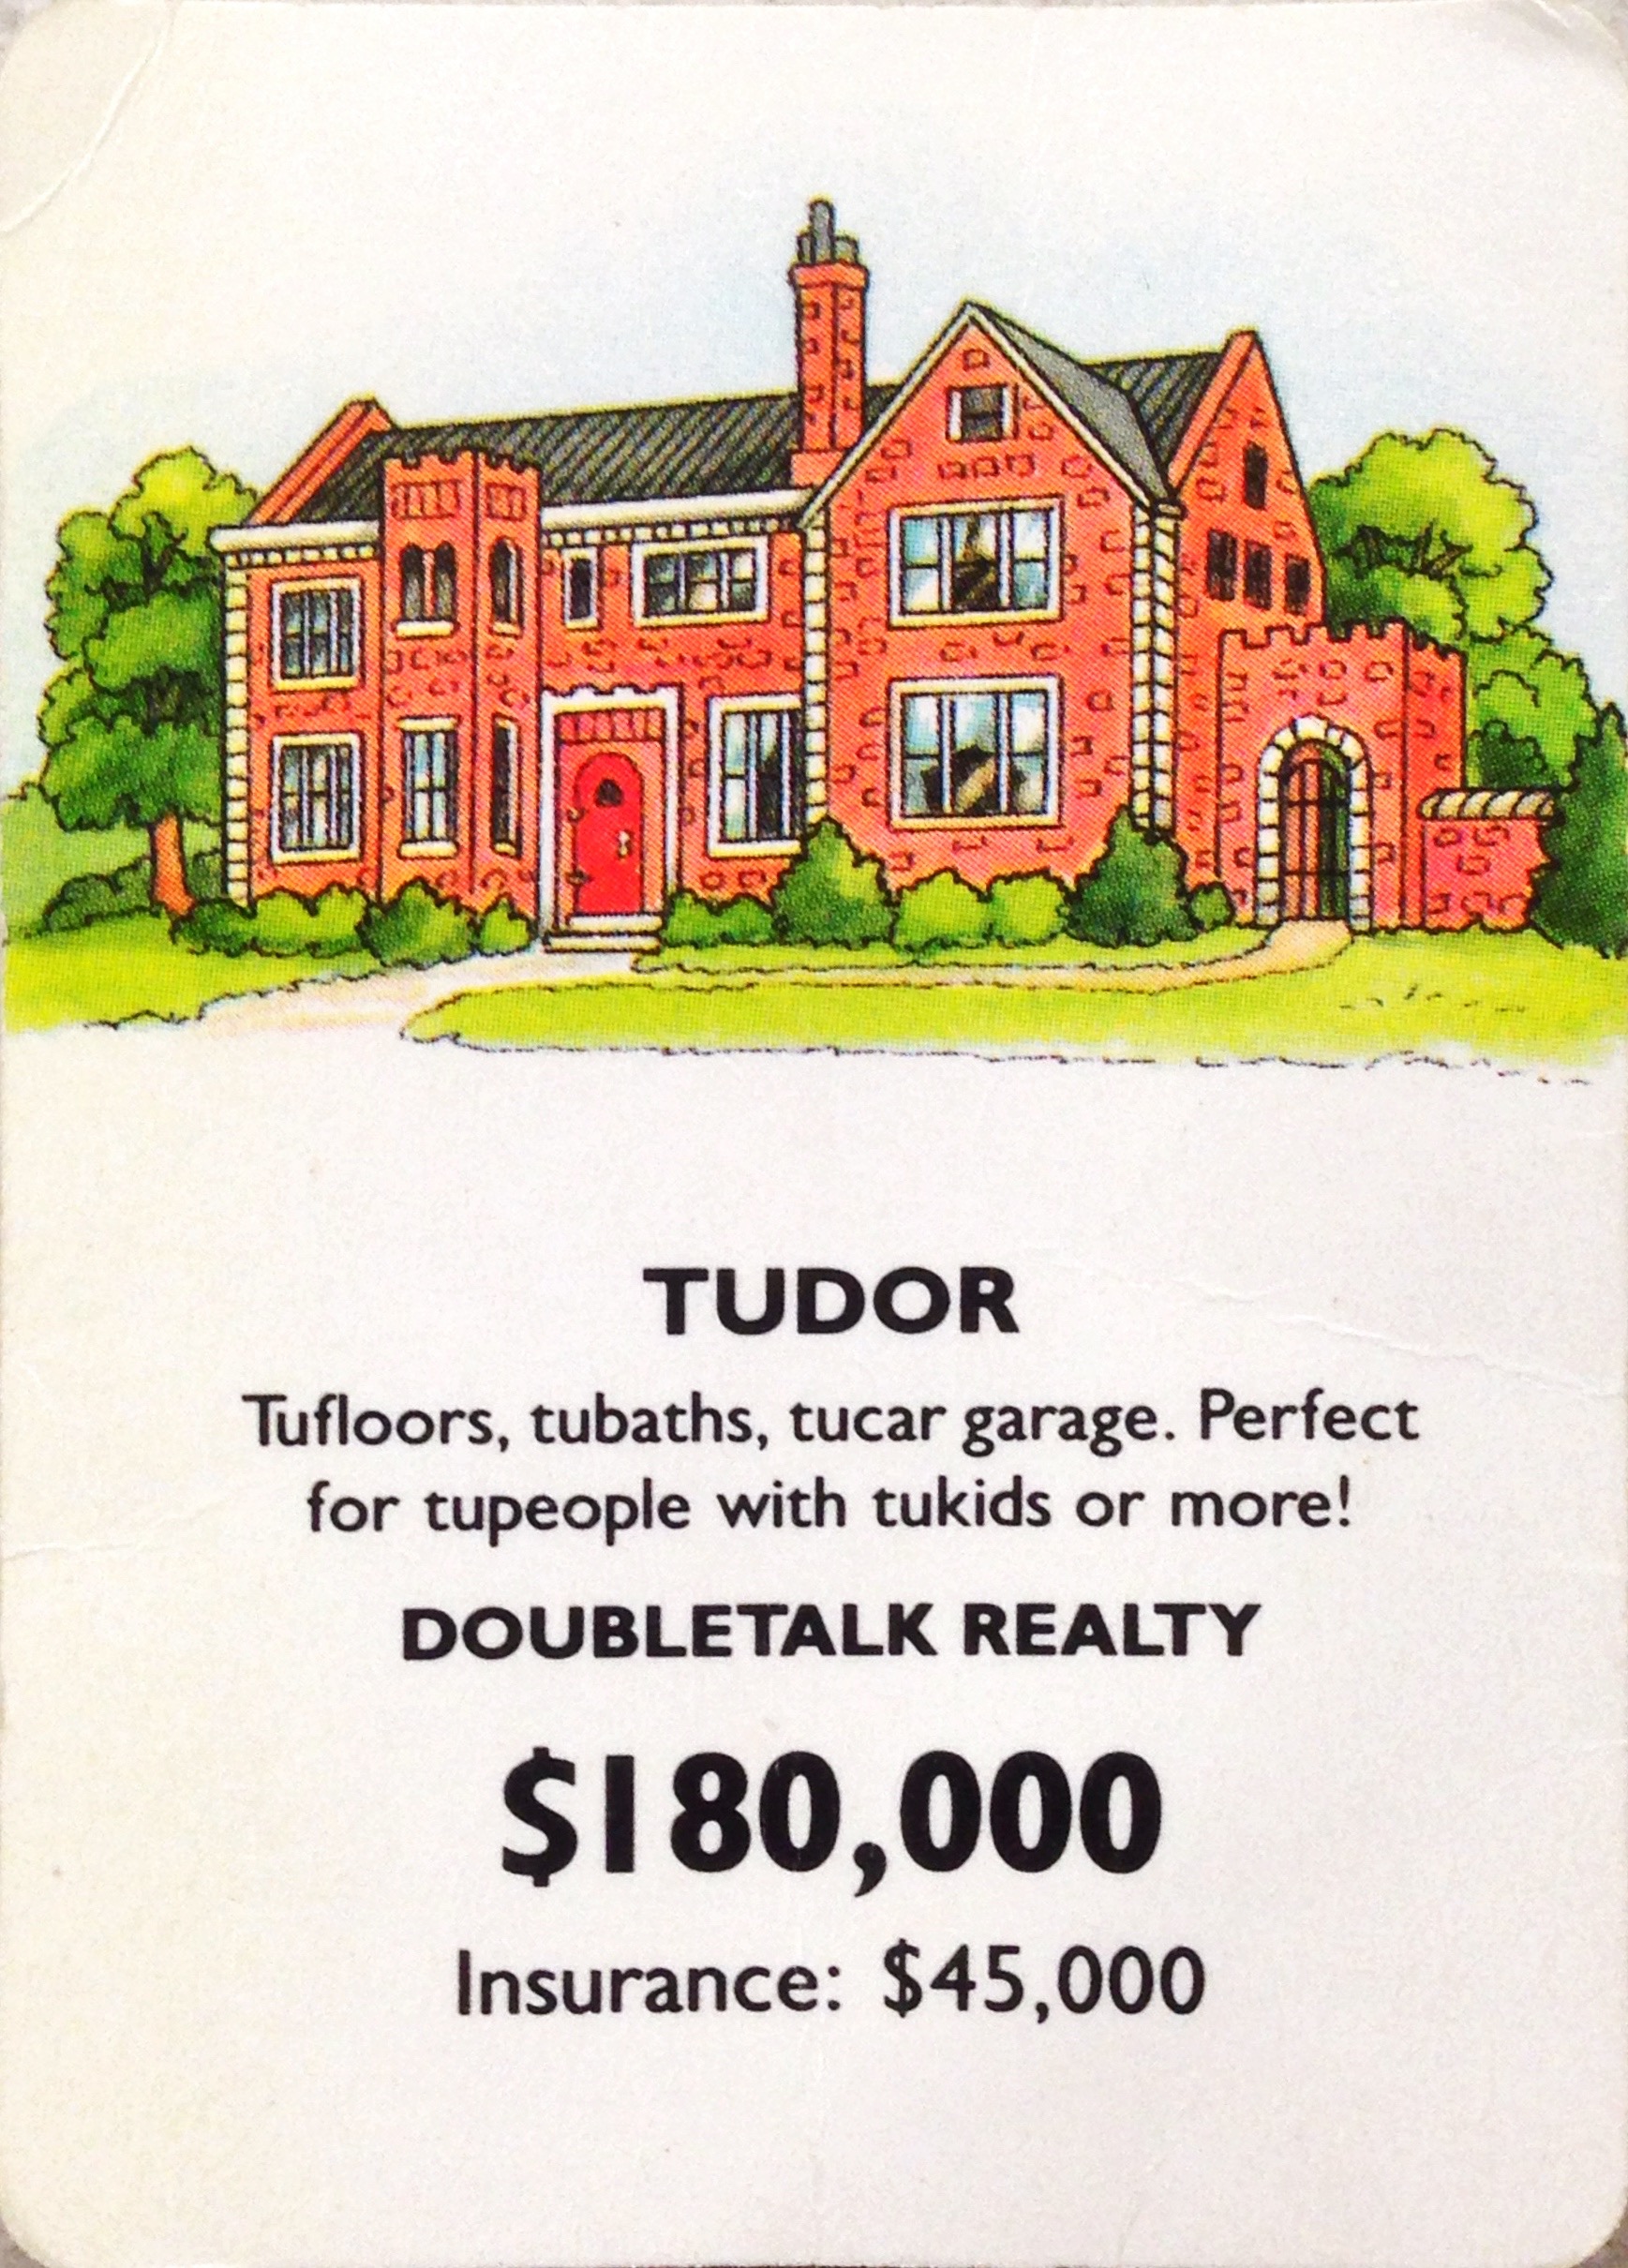 TUDOR
Tufloors, tubaths, tucar garage. Perfect
for tupeople with tukids or more!
DOUBLETALK REALTY
$180,000
Insurance: $45,000